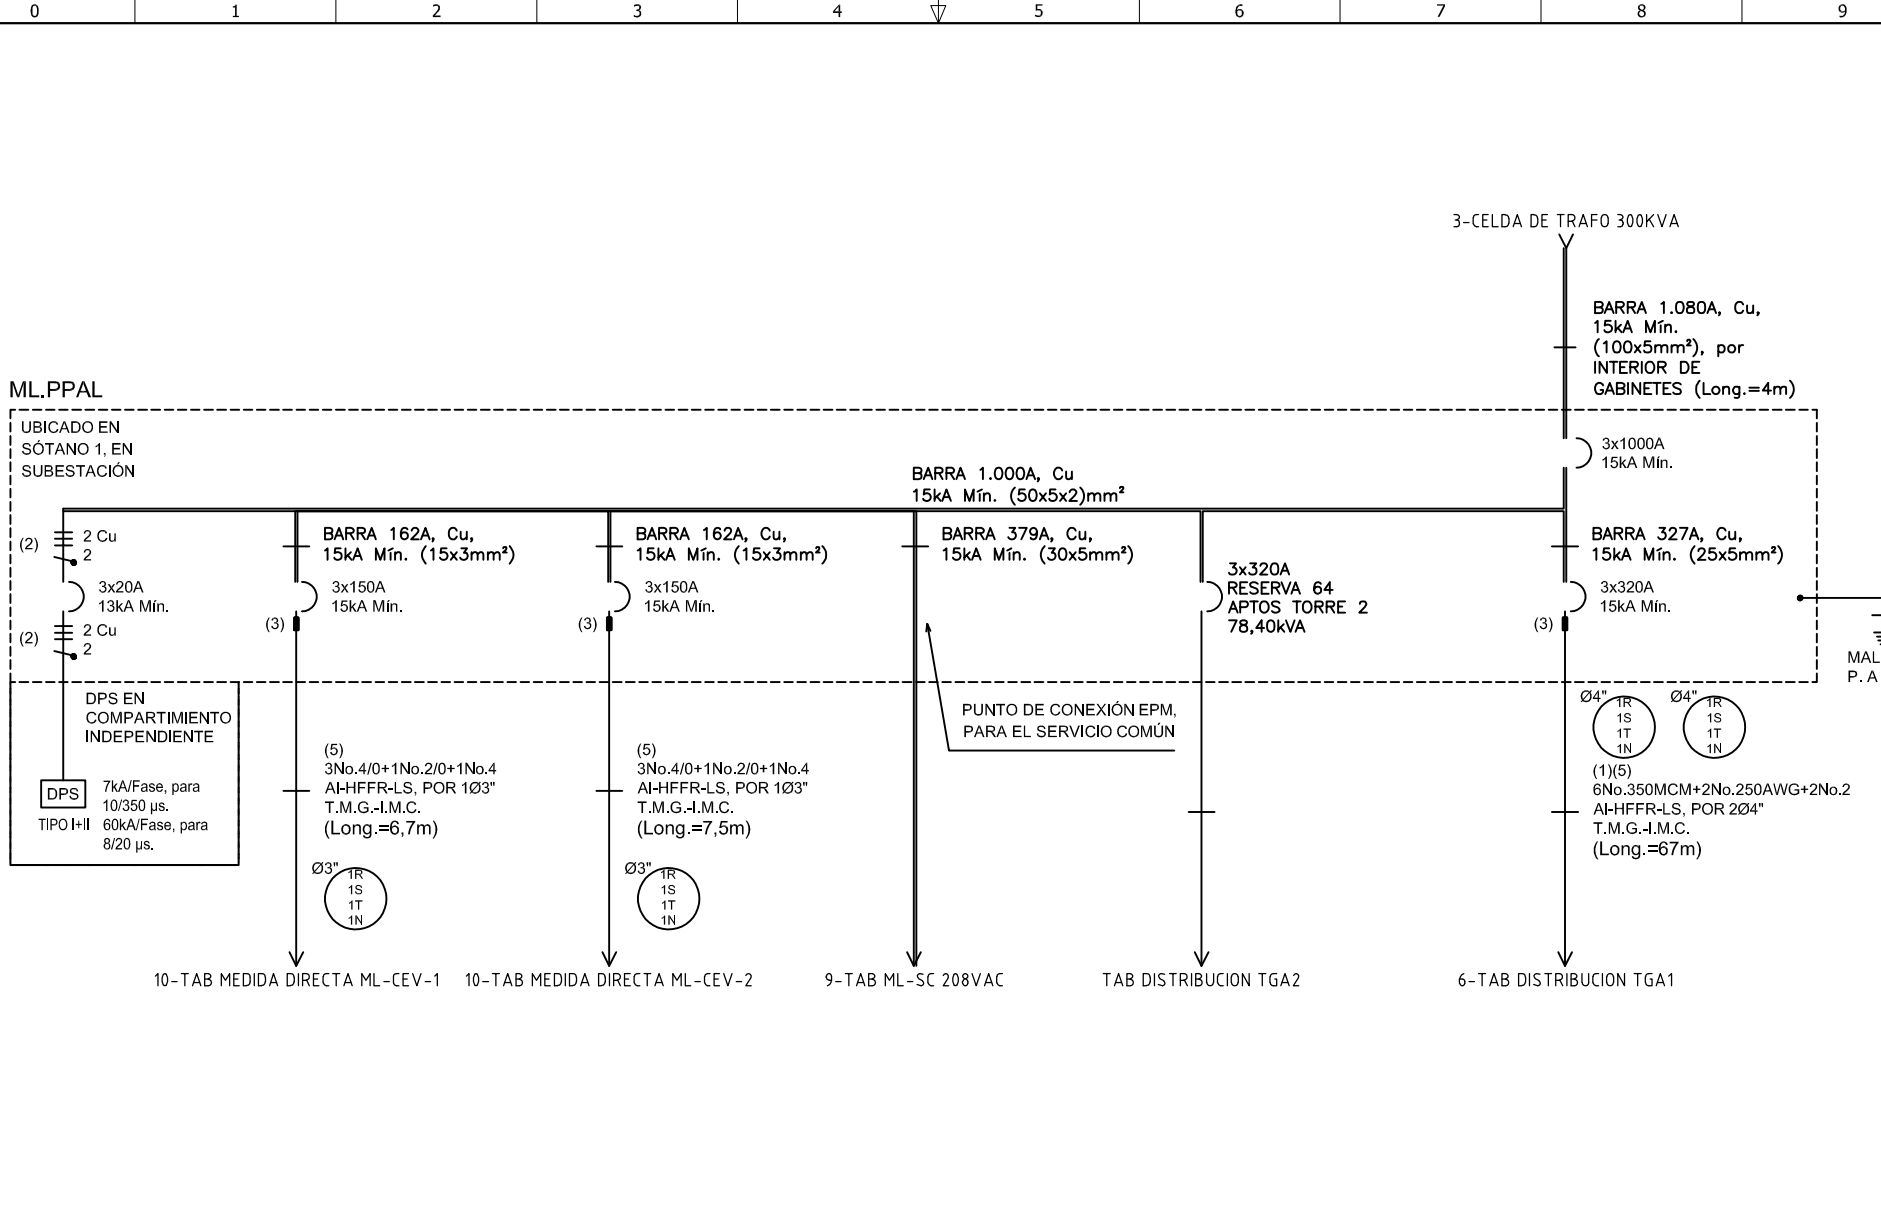 0 1 2 3 4 5 6 7 8 9
3-CELDA DE TRAFO 300KVA
BARRA 1.080A, Cu,
15kA Mín.
(100x5mm²), por
INTERIOR DE
GABINETES (Long.=4m)
ML.PPAL
UBICADO EN
SÓTANO 1, EN
SUBESTACIÓN
3x1000A
15kA Mín.
BARRA 1.000A, Cu
15kA Mín. (50x5x2)mm²
(2)
2 Cu
2
3x20A
13kA Mín.
(2)
2 Cu
2
BARRA 162A, Cu,
15kA Mín. (15x3mm²)
3x150A
15kA Mín.
(3)
BARRA 162A, Cu,
15kA Mín. (15x3mm²)
3x150A
15kA Mín.
(3)
BARRA 379A, Cu,
15kA Mín. (30x5mm²)
3x320A
RESERVA 64
APTOS TORRE 2
78,40kVA
BARRA 327A, Cu,
15kA Mín. (25x5mm²)
3x320A
15kA Mín.
(3)
MAL
P. A
DPS EN
COMPARTIMIENTO
INDEPENDIENTE
DPS
TIPO I+II
7kA/Fase, para
10/350 µs.
60kA/Fase, para
8/20 µs.
(5)
3No.4/0+1No.2/0+1No.4
Al-HFFR-LS, POR 1Ø3"
T.M.G.-I.M.C.
(Long.=6,7m)
Ø3"
1R
1S
1T
1N
(5)
3No.4/0+1No.2/0+1No.4
Al-HFFR-LS, POR 1Ø3"
T.M.G.-I.M.C.
(Long.=7,5m)
Ø3"
1R
1S
1T
1N
PUNTO DE CONEXIÓN EPM,
PARA EL SERVICIO COMÚN
Ø4"
1R
1S
1T
1N
Ø4"
1R
1S
1T
1N
(1)(5)
6No.350MCM+2No.250AWG+2No.2
Al-HFFR-LS, POR 2Ø4"
T.M.G.-I.M.C.
(Long.=67m)
10-TAB MEDIDA DIRECTA ML-CEV-1
10-TAB MEDIDA DIRECTA ML-CEV-2
9-TAB ML-SC 208VAC
TAB DISTRIBUCION TGA2
6-TAB DISTRIBUCION TGA1